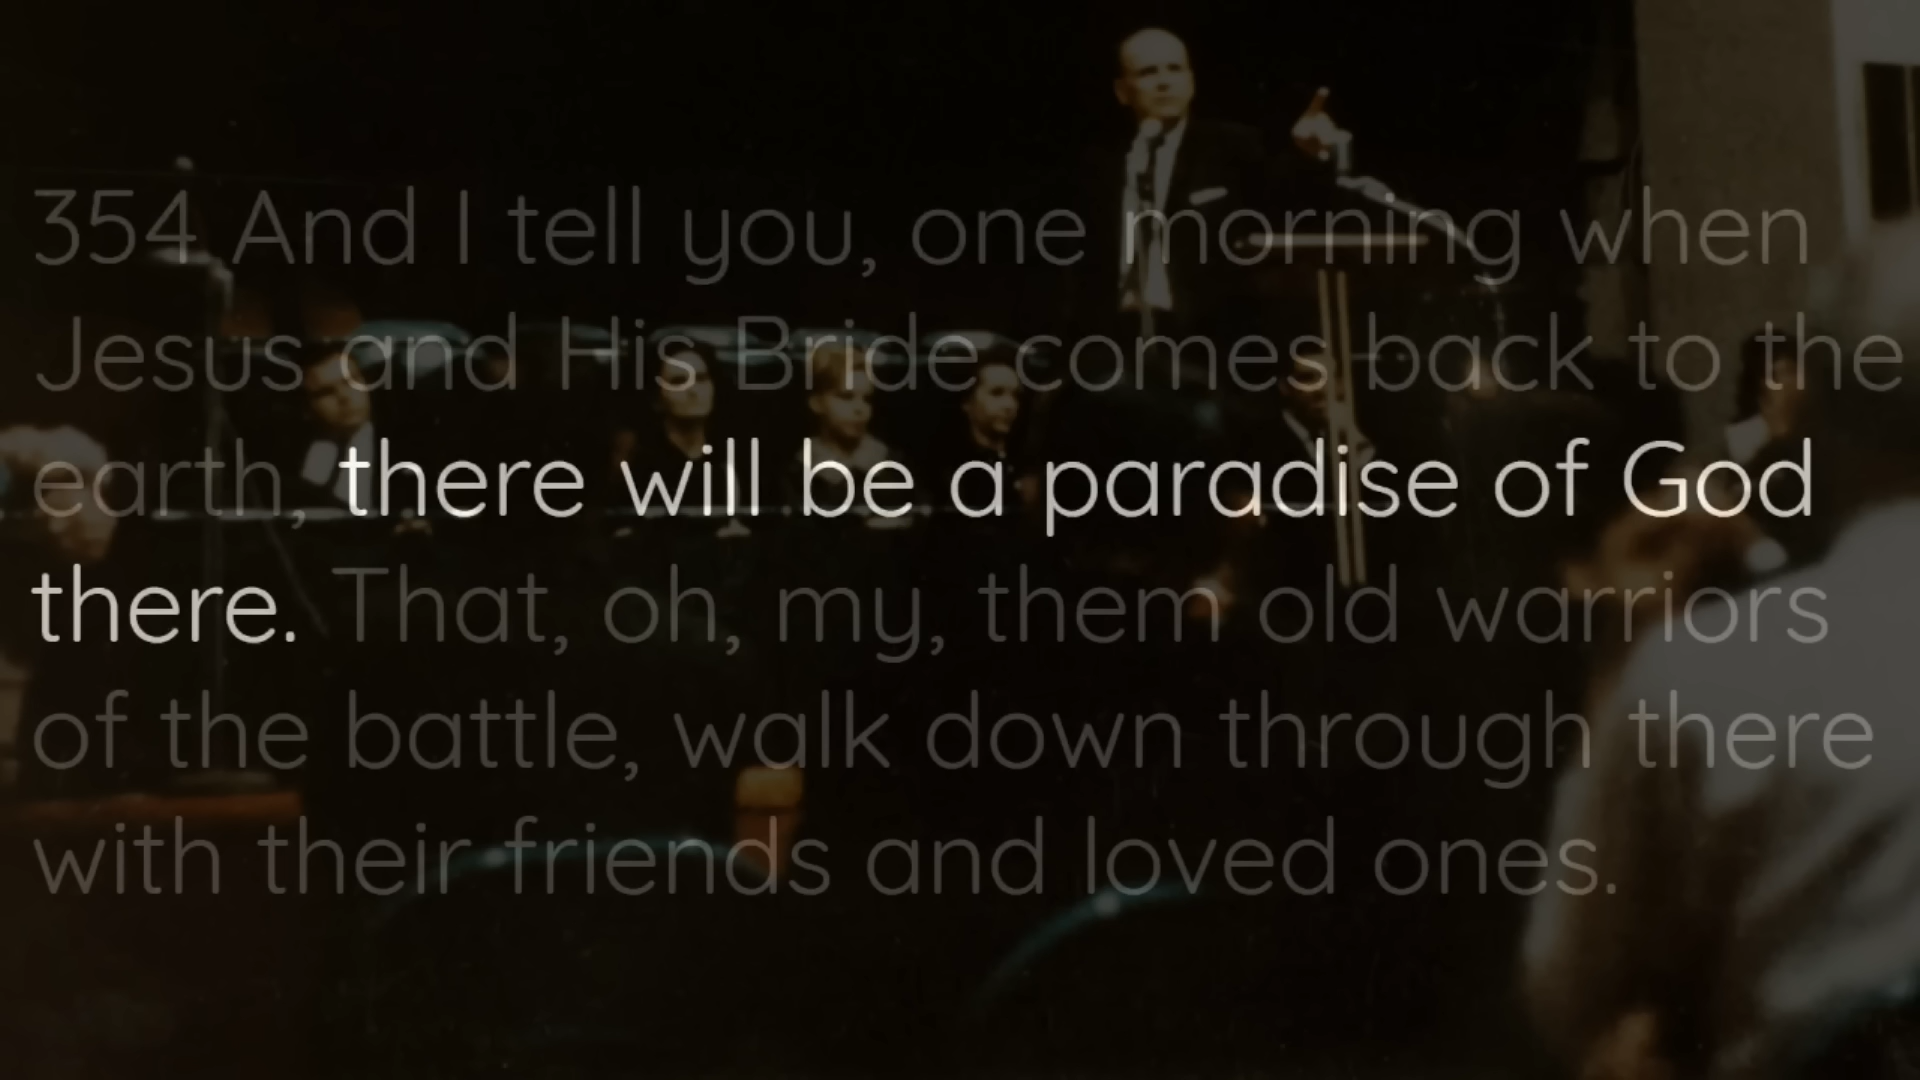 354 And I tell you, one morning when
Jesus and His Bride comes back to the
earth, there will be a paradise of God
there. That, oh, my, them old warriors
of the battle, walk down through there
with their friends and loved ones.